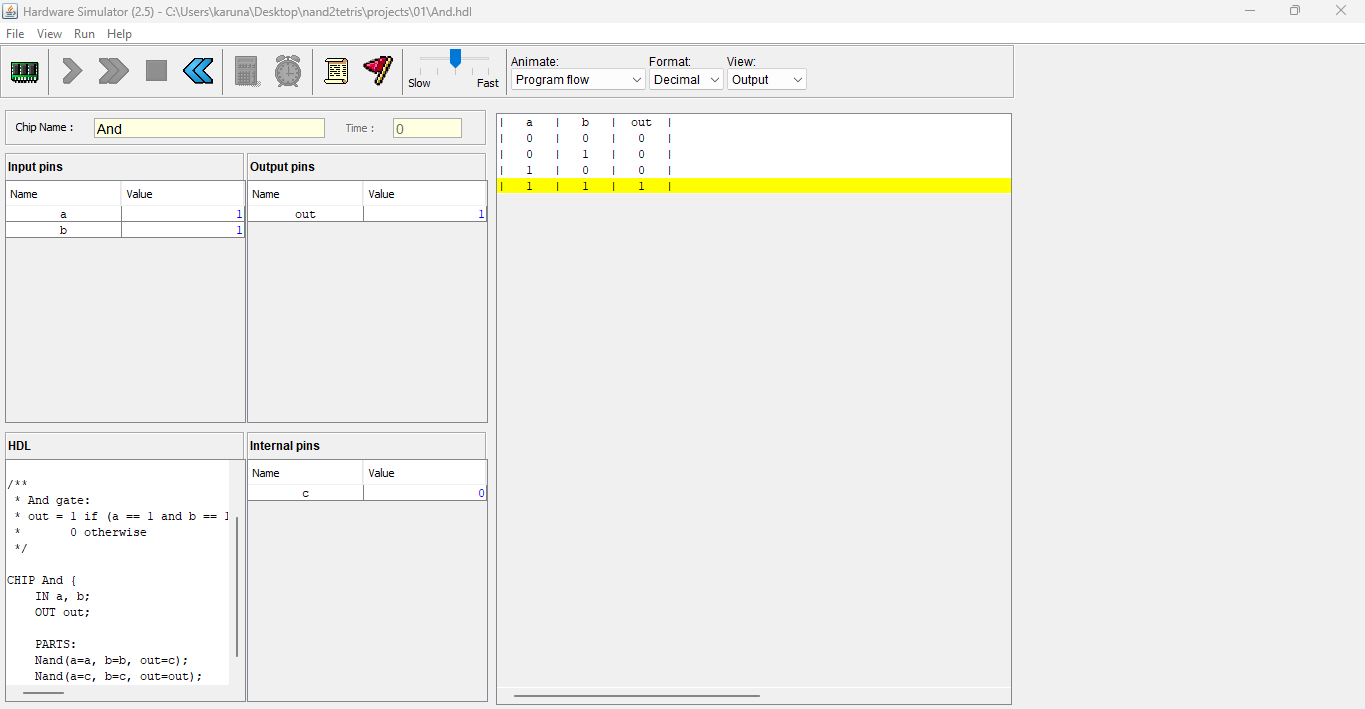 Hardware Simulator (2.5) - C:\Users\karuna\Desktop\nand2tetris\projects\01\And.hdl
File View Run Help
Slow Fast
Animate: Format: View:
Program flow Decimal Output
Chip Name : And Time : 0
Input pins
Name Value
a 1
b 1
Output pins
Name Value
out 1
HDL
/**
* And gate:
* out = 1 if (a == 1 and b == 1
* 0 otherwise
*/
CHIP And {
IN a, b;
OUT out;
PARTS:
Nand(a=a, b=b, out=c);
Nand(a=c, b=c, out=out);
Internal pins
Name Value
c 0
| a | b | out |
| 0 | 0 | 0 |
| 0 | 1 | 0 |
| 1 | 0 | 0 |
| 1 | 1 | 1 |